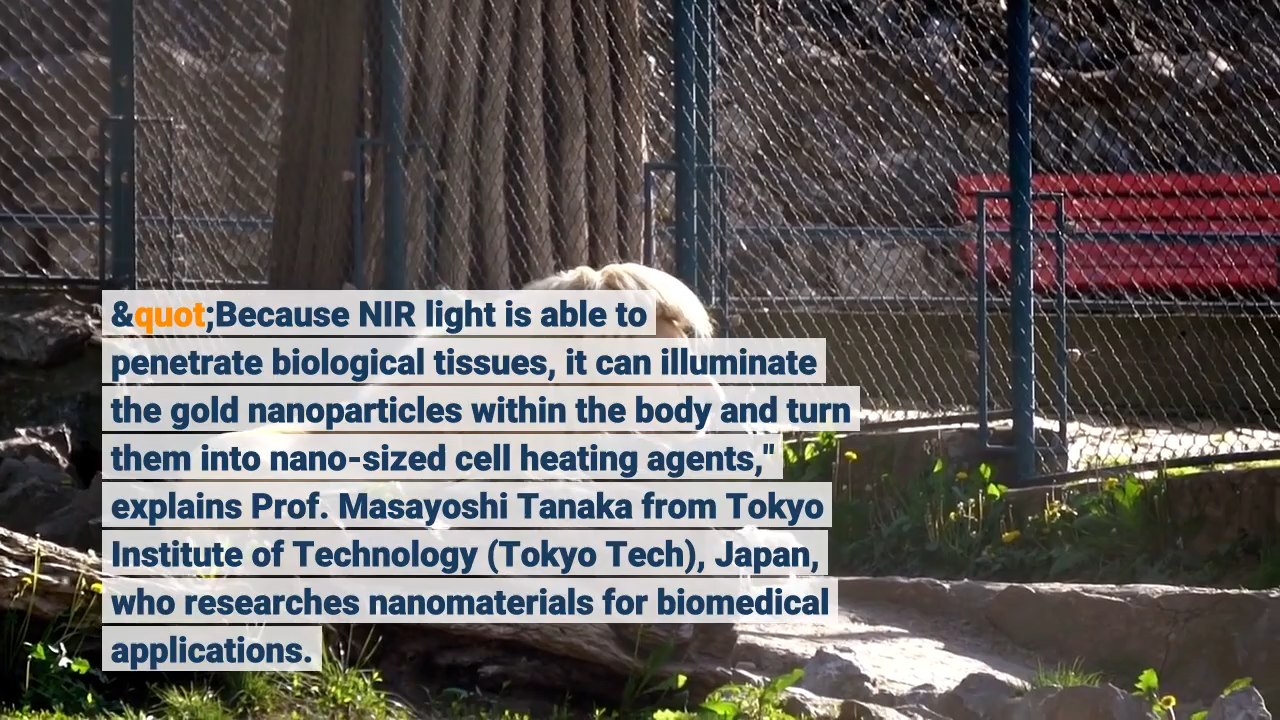 &quot;Because NIR light is able to
penetrate biological tissues, it can illuminate
the gold nanoparticles within the body and turn
them into nano-sized cell heating agents,"
explains Prof. Masayoshi Tanaka from Tokyo
Institute of Technology (Tokyo Tech), Japan,
who researches nanomaterials for biomedical
applications.